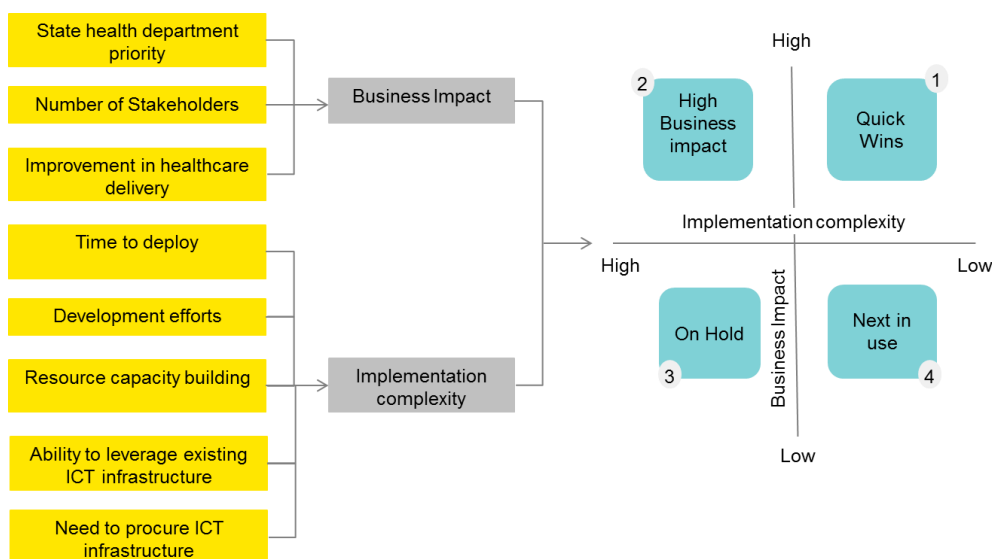 State health department
priority
Number of Stakeholders
Improvement in healthcare
delivery
Time to deploy
Development efforts
Resource capacity building
Ability to leverage existing
ICT infrastructure
Need to procure ICT
infrastructure
Business Impact
Implementation
complexity
High
2
High
Business
impact
1
Quick
Wins
Implementation complexity
High
Low
On Hold
3
Business Impact
Next in
use
4
Low